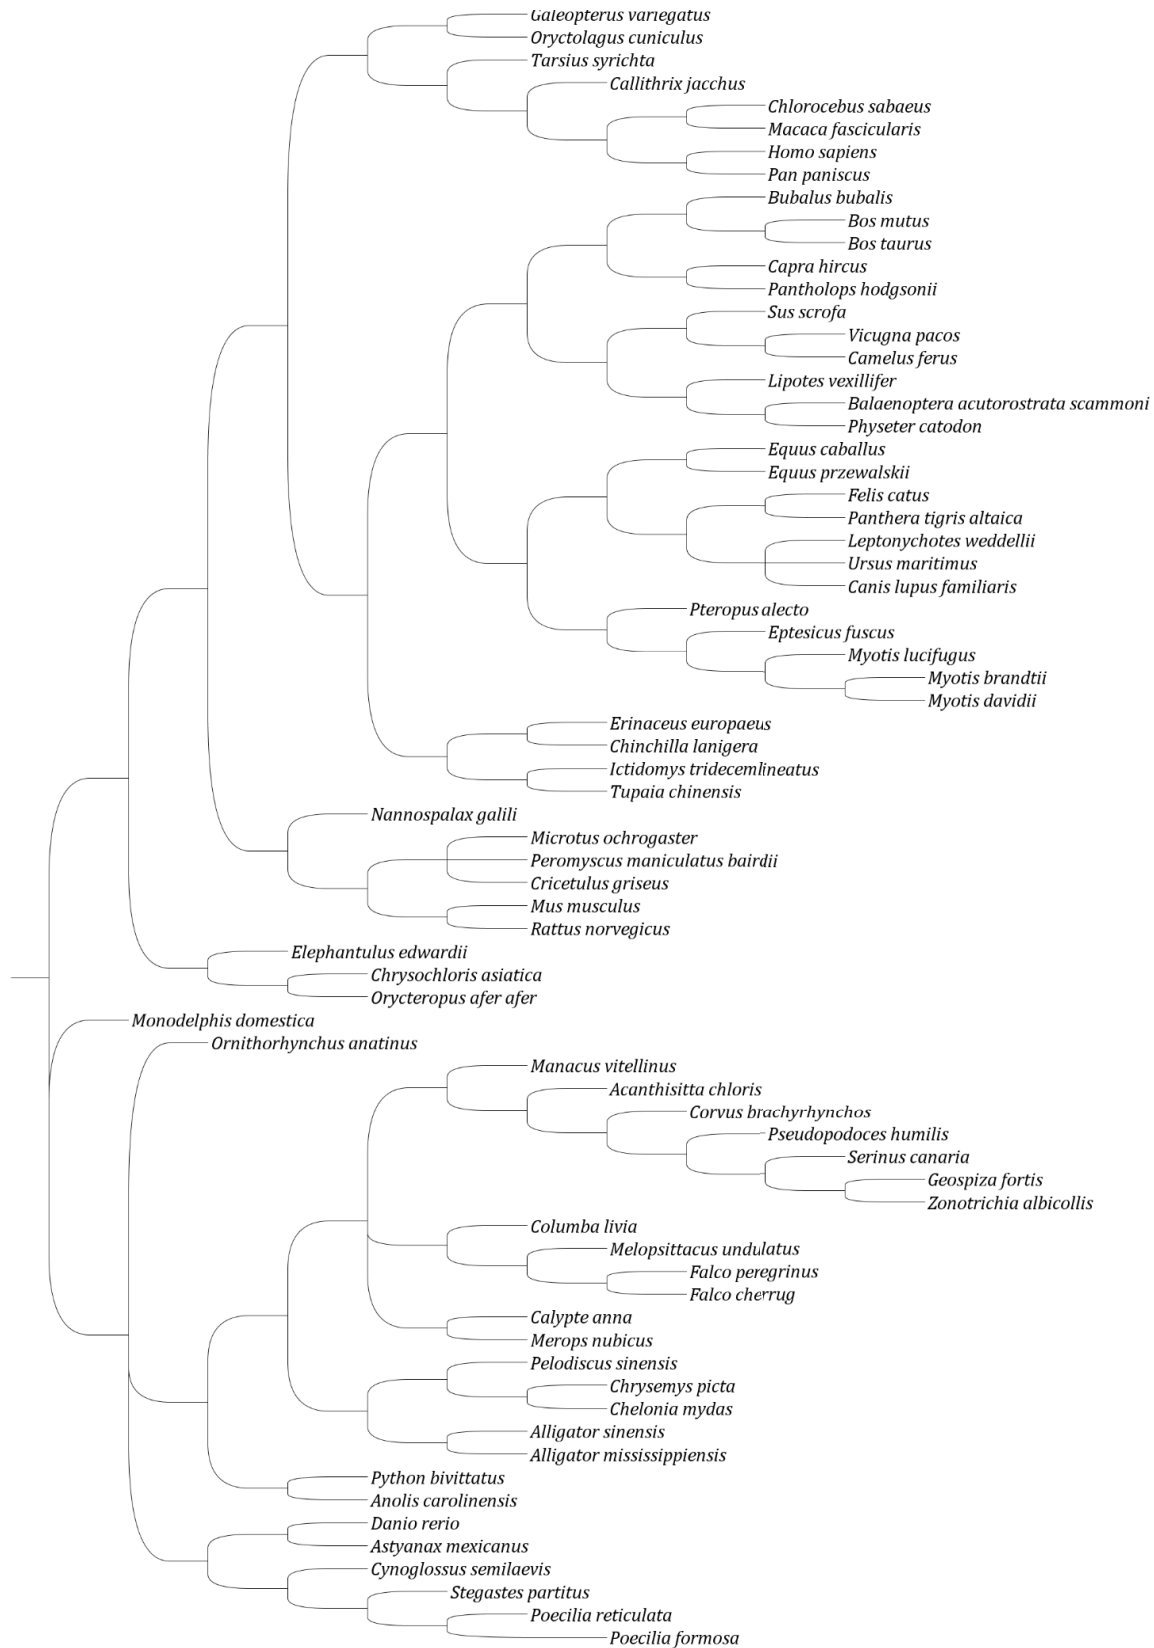 Galeopterus variegatus
Oryctolagus cuniculus
Tarsius syrichta
Callithrix jacchus
Chlorocebus sabaeus
Macaca fascicularis
Homo sapiens
Pan paniscus
Bubalus bubalis
Bos mutus
Bos taurus
Capra hircus
Pantholops hodgsonii
Sus scrofa
Vicugna pacos
Camelus ferus
Lipotes vexillifer
Balaenoptera acutorostrata scammoni
Physeter catodon
Equus caballus
Equus przewalskii
Felis catus
Panthera tigris altaica
Leptonychotes weddellii
Ursus maritimus
Canis lupus familiaris
Pteropus alecto
Eptesicus fuscus
Myotis lucifugus
Myotis brandtii
Myotis davidii
Erinaceus europaeus
Chinchilla lanigera
Ictidomys tridecemlineatus
Tupaia chinensis
Nannospalax galili
Microtus ochrogaster
Peromyscus maniculatus bairdii
Cricetulus griseus
Mus musculus
Rattus norvegicus
Elephantulus edwardii
Chrysochloris asiatica
Orycteropus afer afer
Monodelphis domestica
Ornithorhynchus anatinus
Manacus vitellinus
Acanthisitta chloris
Corvus brachyrhynchos
Pseudopodoces humilis
Serinus canaria
Geospiza fortis
Zonotrichia albicollis
Columba livia
Melopsittacus undulatus
Falco peregrinus
Falco cherrug
Calypte anna
Merops nubicus
Pelodiscus sinensis
Chrysemys picta
Chelonia mydas
Alligator sinensis
Alligator mississippiensis
Python bivittatus
Anolis carolinensis
Danio rerio
Astyanax mexicanus
Cynoglossus semilaevis
Stegastes partitus
Poecilia reticulata
Poecilia formosa